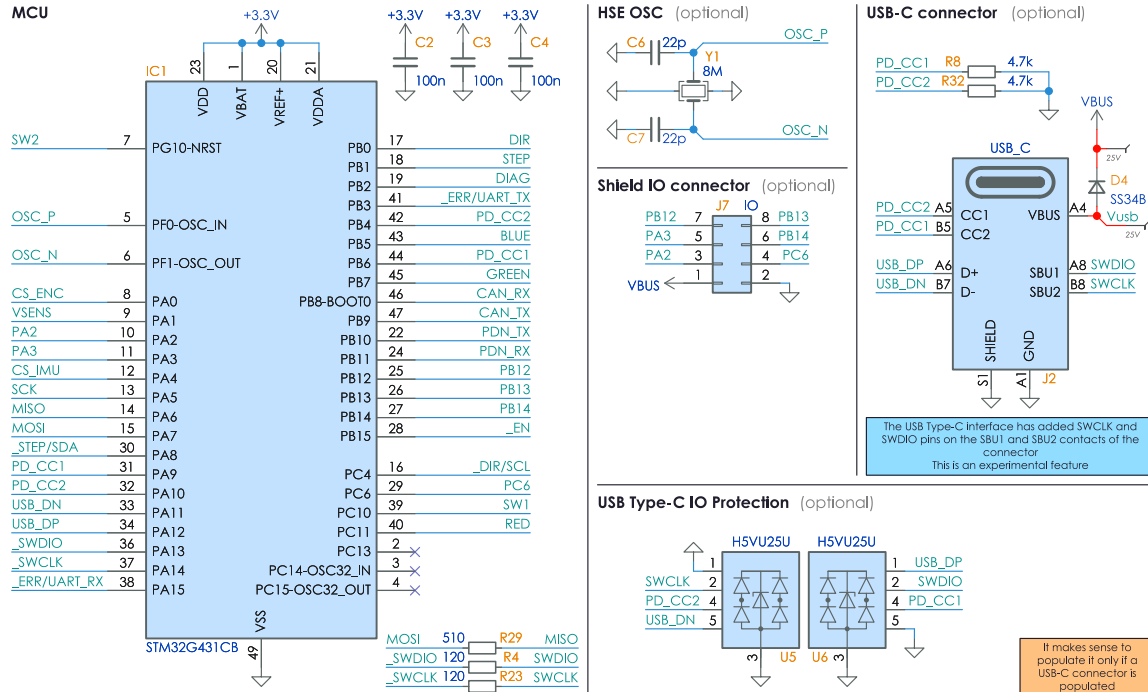 MCU
+3.3V
IC1
23
1
20
21
VDD
VBAT
VREF+
VDDA
SW2 7 PG10-NRST
OSC_P 5 PF0-OSC_IN
OSC_N 6 PF1-OSC_OUT
CS_ENC 8 PA0
VSENS 9 PA1
PA2 10 PA2
PA3 11 PA3
CS_IMU 12 PA4
SCK 13 PA5
MISO 14 PA6
MOSI 15 PA7
_STEP/SDA 30 PA8
PD_CC1 31 PA9
PD_CC2 32 PA10
USB_DN 33 PA11
USB_DP 34 PA12
_SWDIO 36 PA13
_SWCLK 37 PA14
_ERR/UART_RX 38 PA15
PB0 17 DIR
PB1 18 STEP
PB2 19 DIAG
PB3 41 _ERR/UART_TX
PB4 42 PD_CC2
PB5 43 BLUE
PB6 44 PD_CC1
PB7 45 GREEN
PB8-BOOT0 46 CAN_RX
PB9 47 CAN_TX
PB10 22 PDN_TX
PB11 24 PDN_RX
PB12 25 PB12
PB13 26 PB13
PB14 27 PB14
PB15 28 _EN
PC4 16 _DIR/SCL
PC6 29 PC6
PC10 39 SW1
PC11 40 RED
PC13 2
PC14-OSC32_IN 3
PC15-OSC32_OUT 4
VSS
49
STM32G431CB
+3.3V +3.3V +3.3V
C2 C3 C4
100n 100n 100n
MOSI 510 R29 MISO
_SWDIO 120 R4 SWDIO
_SWCLK 120 R23 SWCLK
HSE OSC (optional)
C6 22p OSC_P
Y1
8M
C7 22p OSC_N
Shield IO connector (optional)
J7 IO
PB12 7 8 PB13
PA3 5 6 PB14
PA2 3 4 PC6
VBUS 1 2
USB-C connector (optional)
PD_CC1 R8 4.7k
PD_CC2 R32 4.7k
VBUS
25V
D4
SS34B
Vusb
25V
USB_C
PD_CC2 A5 CC1
PD_CC1 B5 CC2
VBUS A4
USB_DP A6 D+
USB_DN B7 D-
SBU1 A8 SWDIO
SBU2 B8 SWCLK
SHIELD
GND
S1
A1
J2
The USB Type-C interface has added SWCLK and
SWDIO pins on the SBU1 and SBU2 contacts of the
connector
This is an experimental feature
USB Type-C IO Protection (optional)
H5VU25U H5VU25U
1
SWCLK 2
PD_CC2 4
USB_DN 5
3
U5
1 USB_DP
2 SWDIO
4 PD_CC1
5
3
U6
It makes sense to
populate it only if a
USB-C connector is
populated